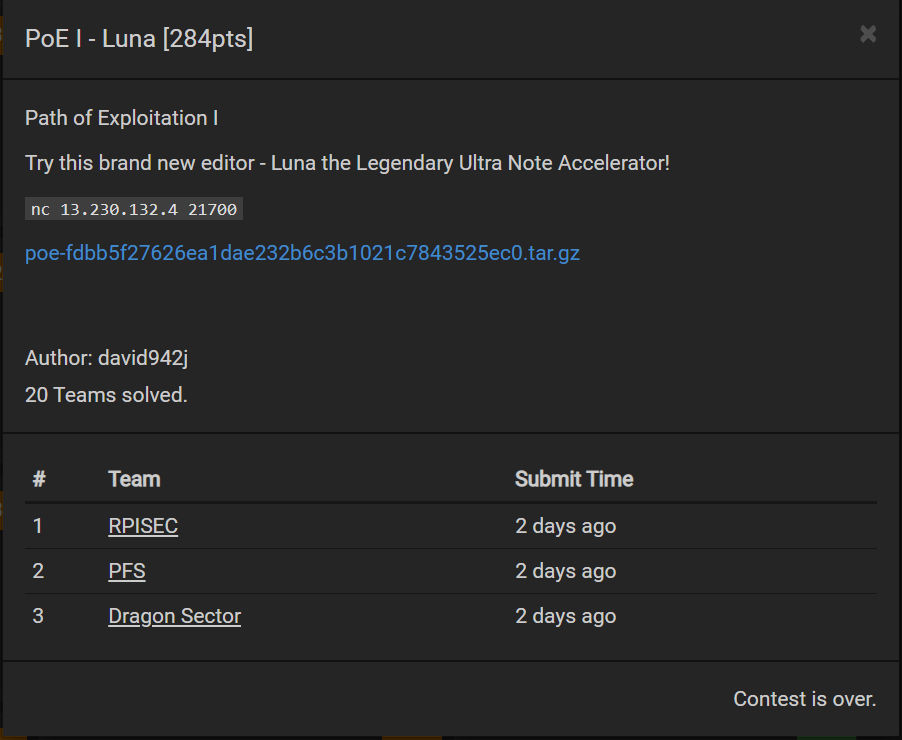 PoE I - Luna [284pts] ×
Path of Exploitation I
Try this brand new editor - Luna the Legendary Ultra Note Accelerator!
nc 13.230.132.4 21700
poe-fdbb5f27626ea1dae232b6c3b1021c7843525ec0.tar.gz
Author: david942j
20 Teams solved.
# Team Submit Time
1 RPISEC 2 days ago
2 PFS 2 days ago
3 Dragon Sector 2 days ago
Contest is over.